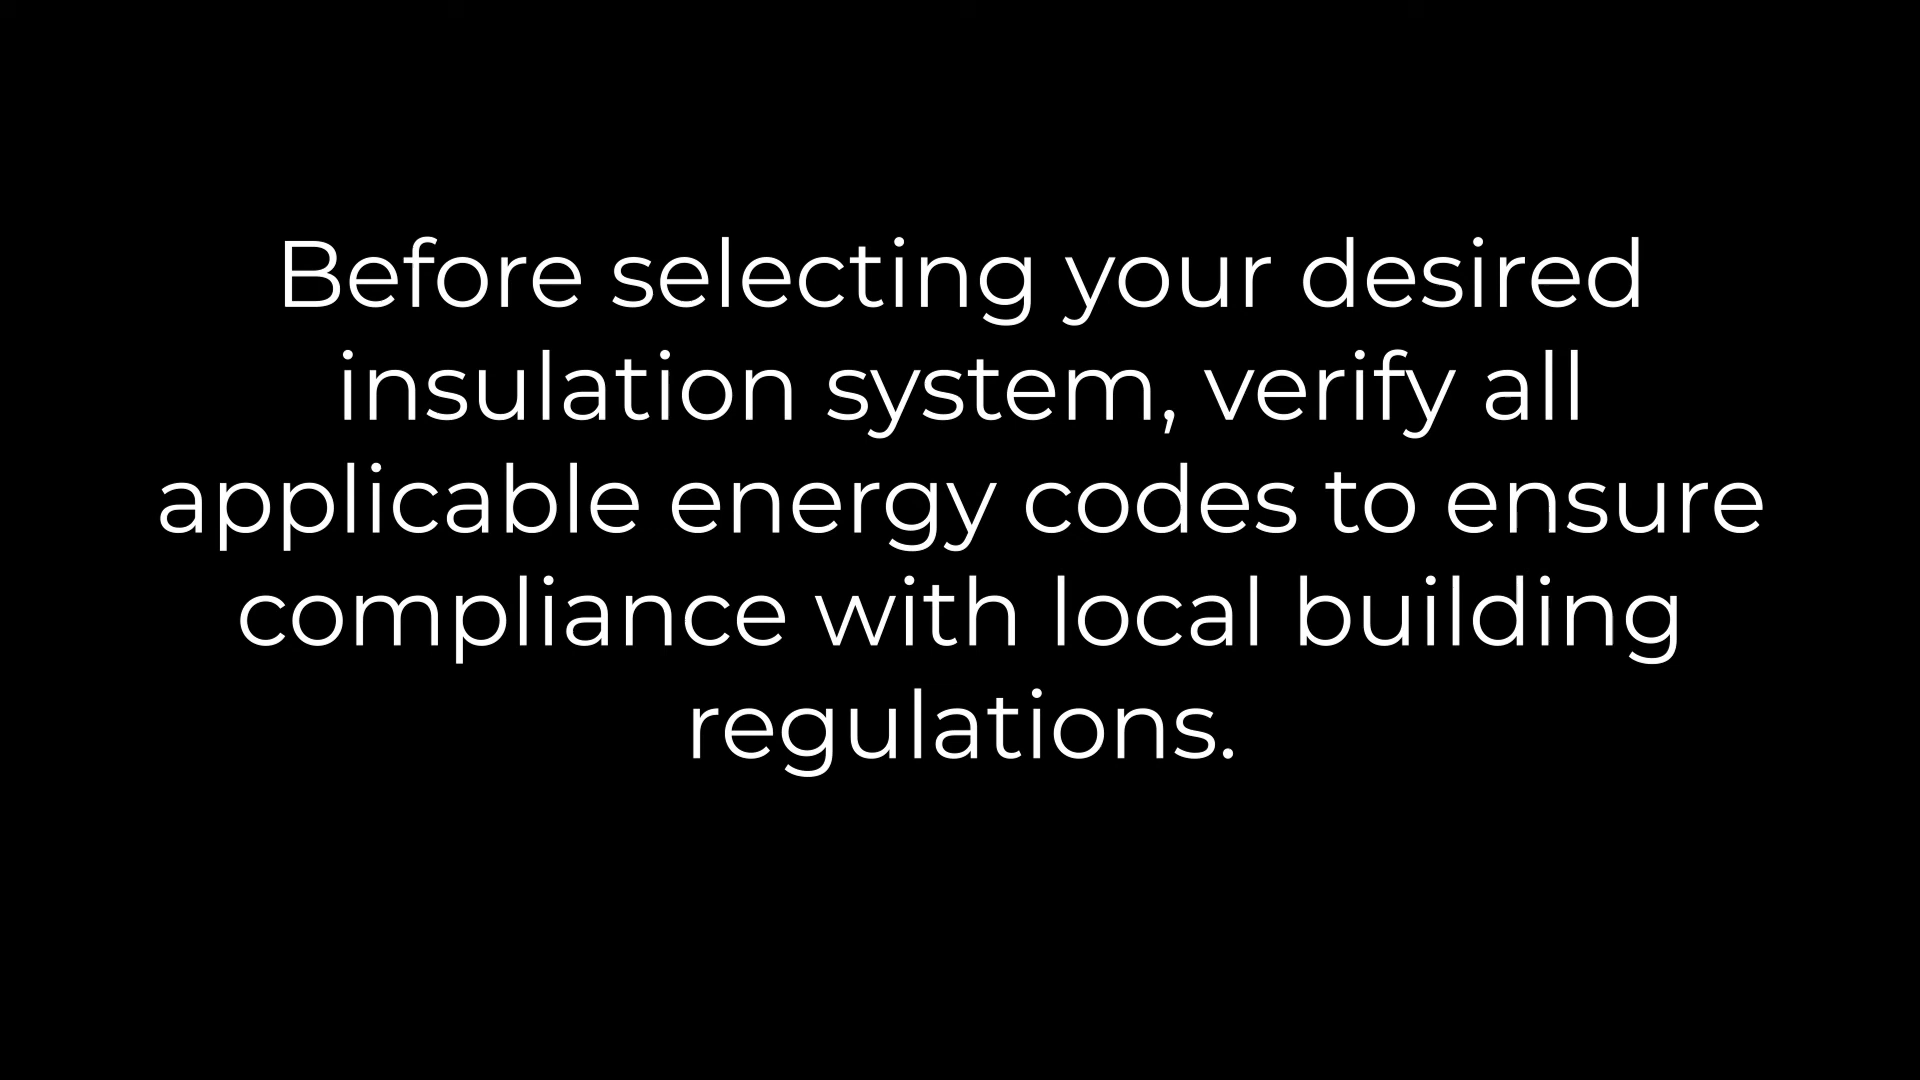 Before selecting your desired
insulation system, verify all
applicable energy codes to ensure
compliance with local building
regulations.